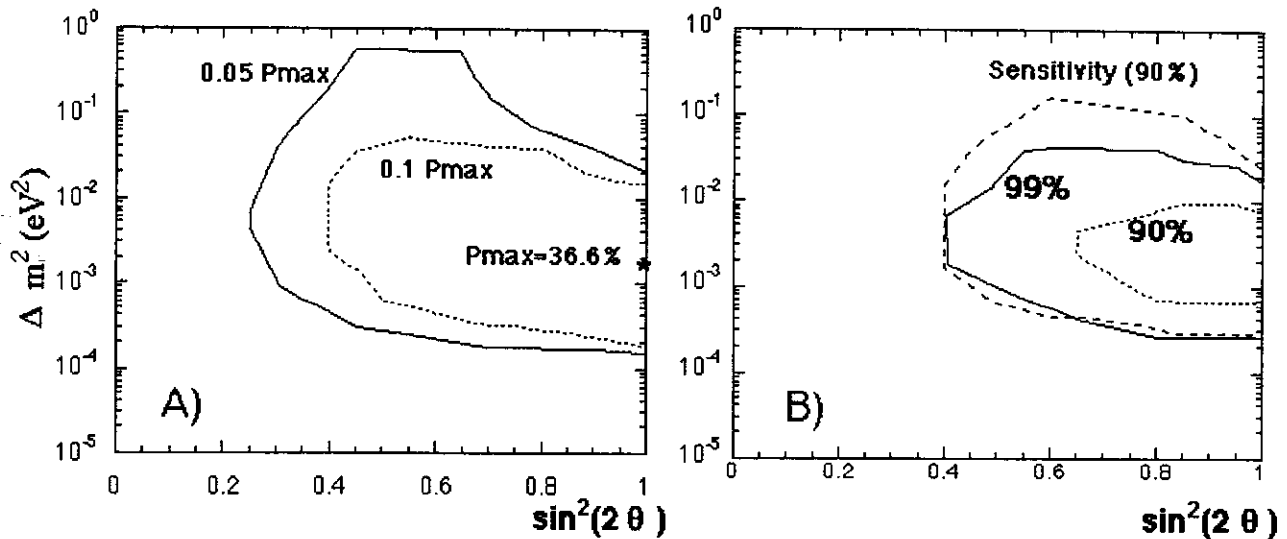 10^0
10^-1
10^-2
10^-3
10^-4
10^-5
Δ m^2 (eV^2)
0.05 Pmax
0.1 Pmax
Pmax=36.6%
A)
0 0.2 0.4 0.6 0.8 1
sin^2(2 θ )
10^0
10^-1
10^-2
10^-3
10^-4
10^-5
Sensitivity (90%)
99%
90%
B)
0 0.2 0.4 0.6 0.8 1
sin^2(2 θ )